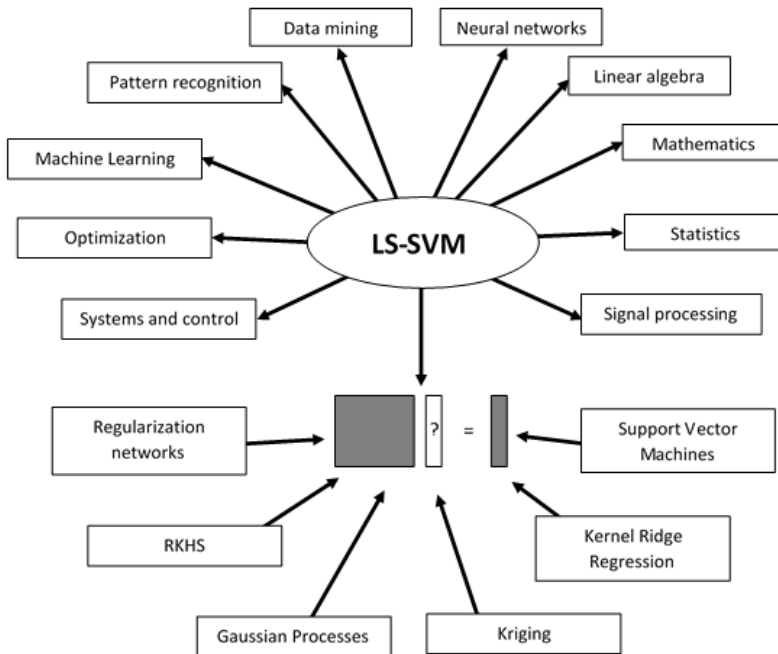 Data mining
Neural networks
Pattern recognition
Linear algebra
Machine Learning
Mathematics
Optimization
LS-SVM
Statistics
Systems and control
Signal processing
Regularization
networks
? =
Support Vector
Machines
RKHS
Kernel Ridge
Regression
Gaussian Processes
Kriging